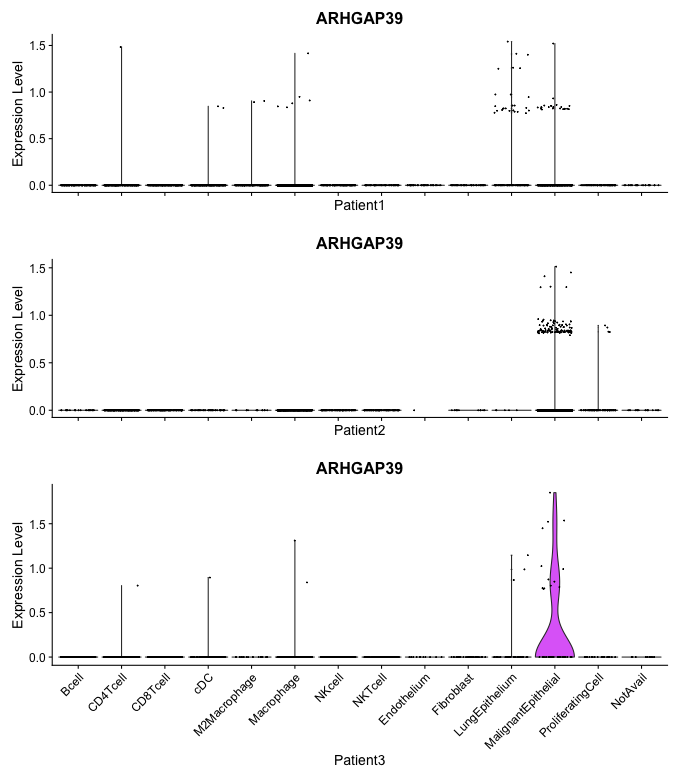 ARHGAP39
Expression Level
1.5
1.0
0.5
0.0
Patient1
ARHGAP39
Expression Level
1.5
1.0
0.5
0.0
Patient2
ARHGAP39
Expression Level
1.5
1.0
0.5
0.0
Bcell
CD4Tcell
CD8Tcell
cDC
M2Macrophage
Macrophage
NKcell
NKTcell
Endothelium
Fibroblast
LungEpithelium
MalignantEpithelial
ProliferatingCell
NotAvail
Patient3